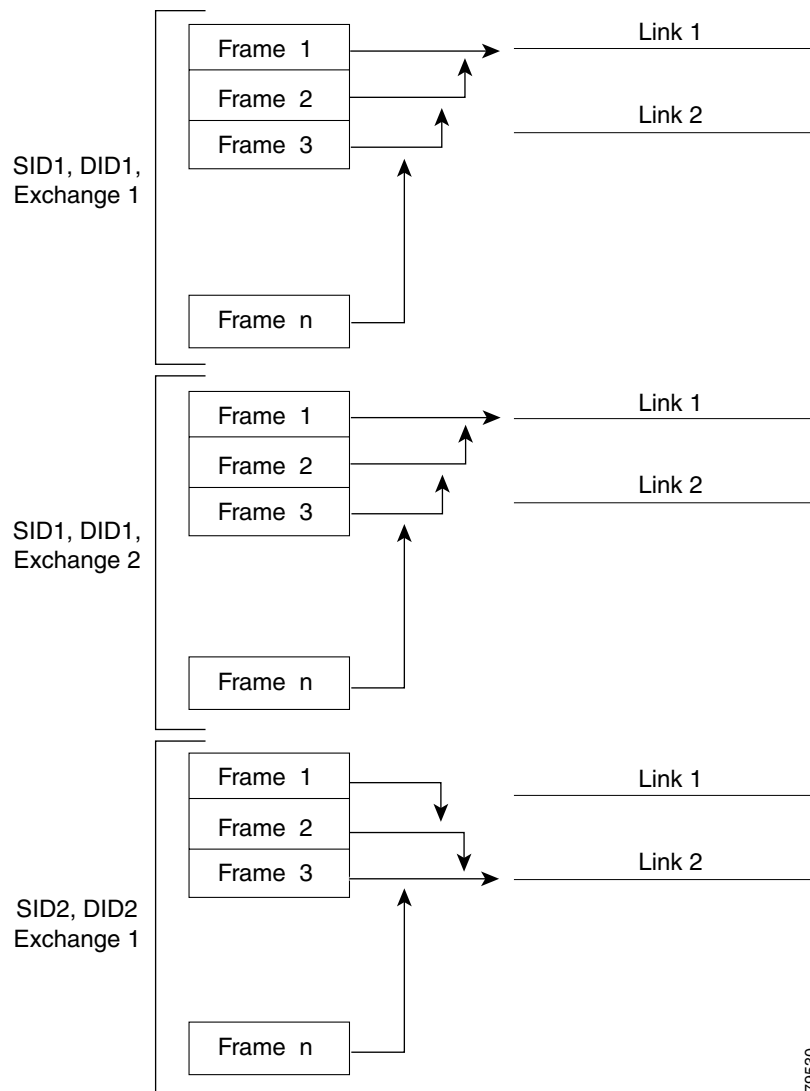 Frame 1
Link 1
Frame 2
Link 2
Frame 3
SID1, DID1,
Exchange 1
Frame n
Frame 1
Link 1
Frame 2
Link 2
Frame 3
SID1, DID1,
Exchange 2
Frame n
Frame 1
Link 1
Frame 2
Frame 3
Link 2
SID2, DID2
Exchange 1
Frame n